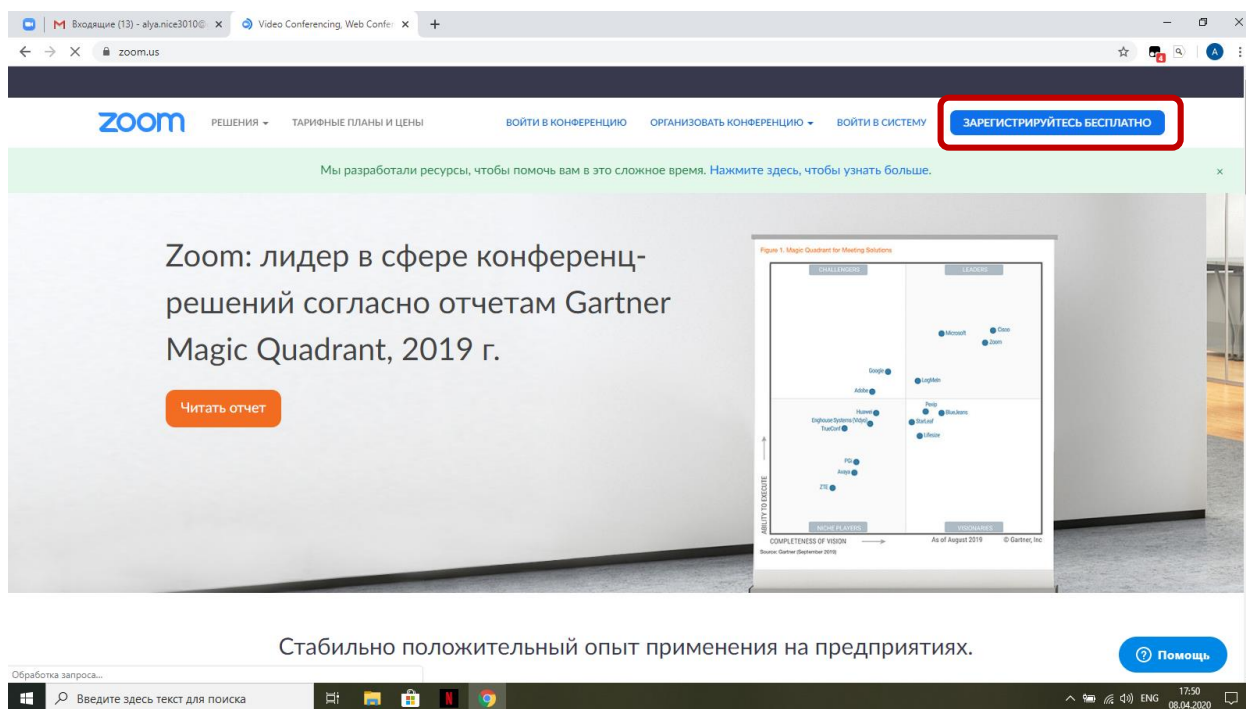 Входящие (13) - alya.nice3010@
Video Conferencing, Web Confer
zoom.us
A
4
zoom
РЕШЕНИЯ
ТАРИФНЫЕ ПЛАНЫ И ЦЕНЫ
ВОЙТИ В КОНФЕРЕНЦИЮ
ОРГАНИЗОВАТЬ КОНФЕРЕНЦИЮ
ВОЙТИ В СИСТЕМУ
ЗАРЕГИСТРИРУЙТЕСЬ БЕСПЛАТНО
Мы разработали ресурсы, чтобы помочь вам в это сложное время. Нажмите здесь, чтобы узнать больше.
Zoom: лидер в сфере конференц-
решений согласно отчетам Gartner
Magic Quadrant, 2019 г.
Читать отчет
Figure 1. Magic Quadrant for Meeting Solutions
CHALLENGERS
LEADERS
Microsoft
Cisco
Zoom
Google
LogMeIn
Adobe
Huawei
Pexip
BlueJeans
Enghouse Systems (Vidyo)
StarLeaf
TrueConf
Lifesize
PGi
Avaya
ZTE
ABILITY TO EXECUTE
NICHE PLAYERS
VISIONARIES
COMPLETENESS OF VISION
As of August 2019
© Gartner, Inc
Source: Gartner (September 2019)
Стабильно положительный опыт применения на предприятиях.
Помощь
Обработка запроса...
Введите здесь текст для поиска
N
ENG
17:50
08.04.2020